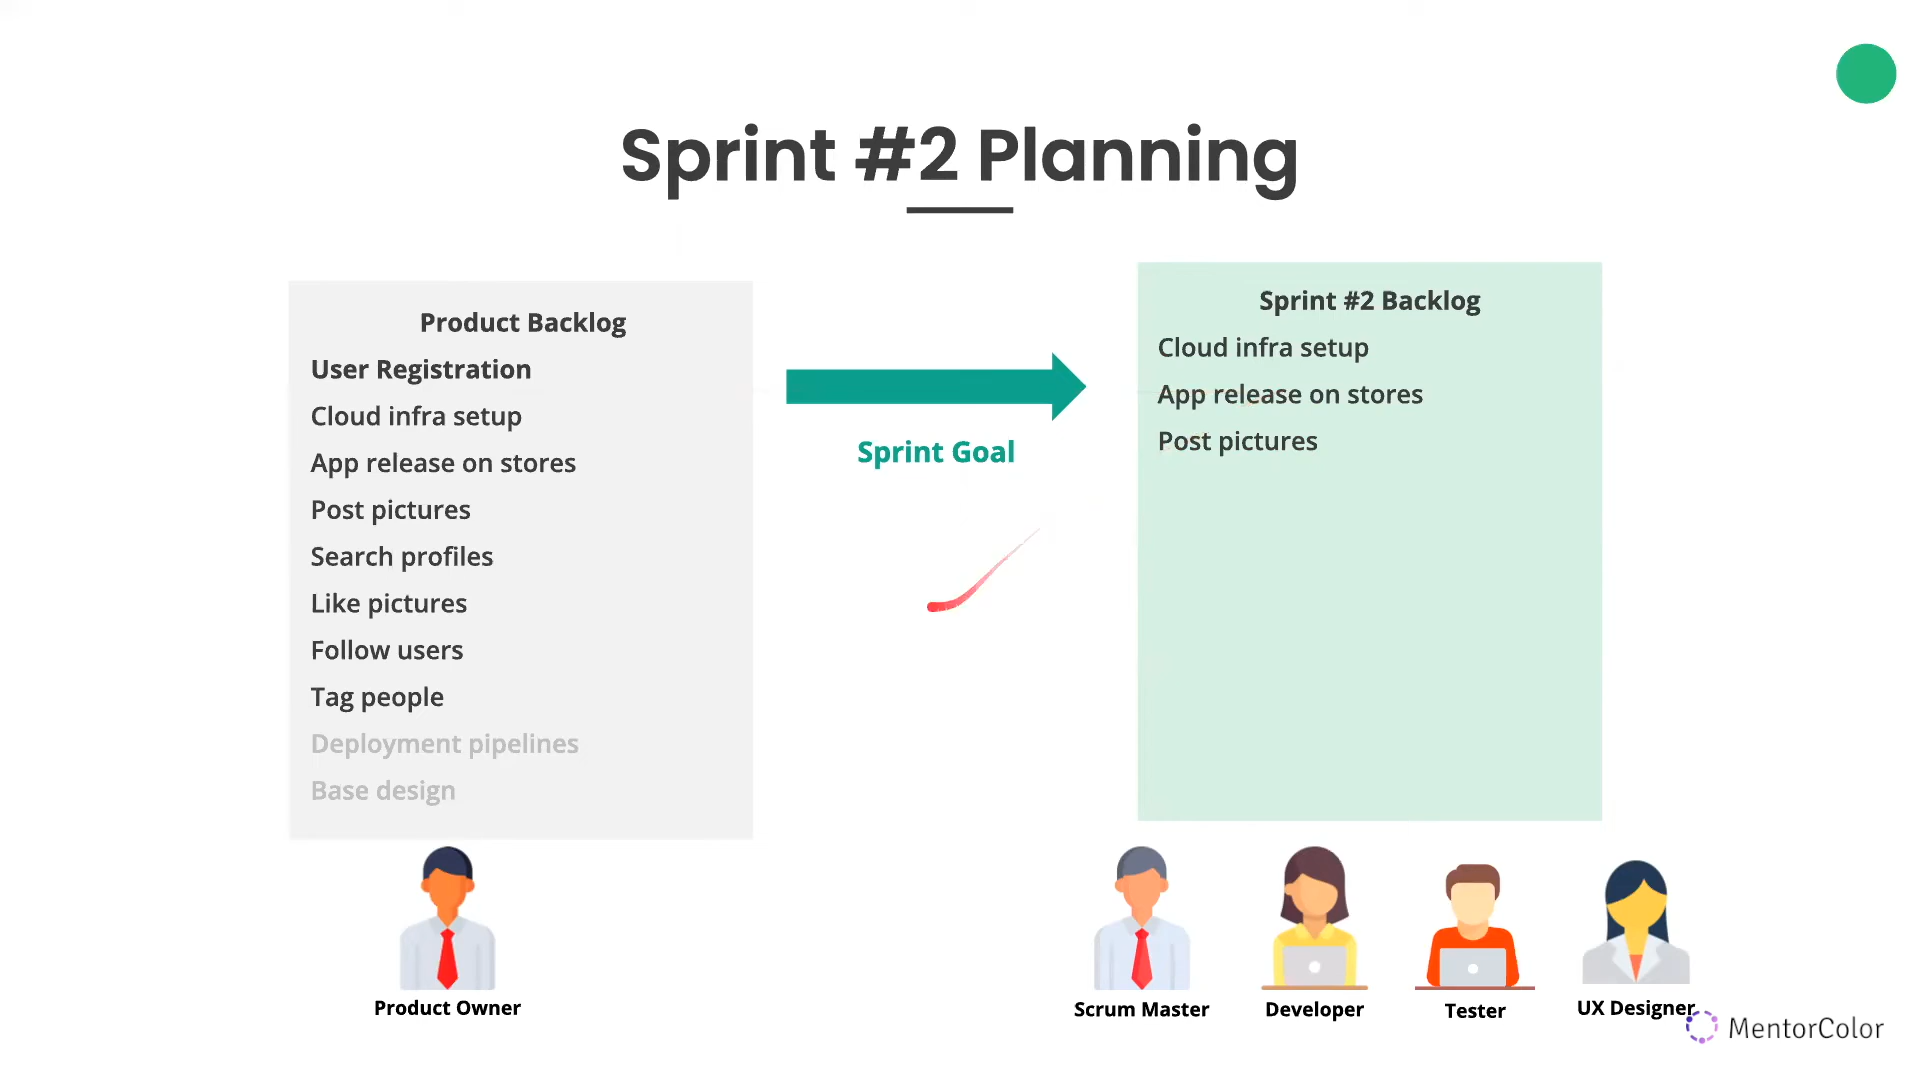 Sprint #2 Planning
Product Backlog
User Registration
Cloud infra setup
App release on stores
Post pictures
Search profiles
Like pictures
Follow users
Tag people
Deployment pipelines
Base design
Sprint Goal
Sprint #2 Backlog
Cloud infra setup
App release on stores
Post pictures
Product Owner
Scrum Master
Developer
Tester
UX Designer
MentorColor